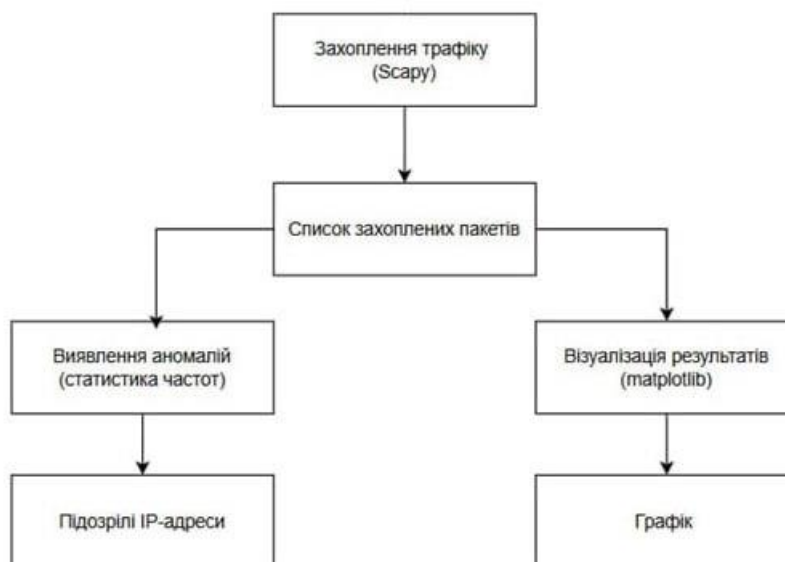 Захоплення трафіку
(Scapy)
Список захоплених пакетів
Виявлення аномалій
(статистика частот)
Візуалізація результатів
(matplotlib)
Підозрілі IP-адреси
Графік